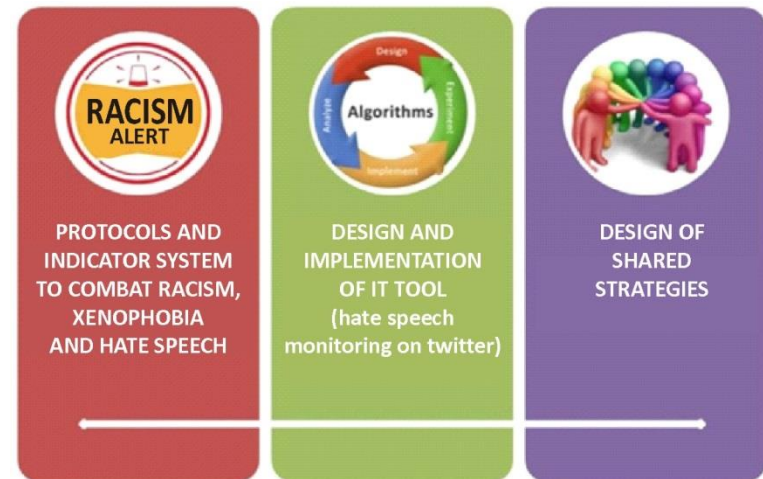 RACISM
ALERT
PROTOCOLS AND
INDICATOR SYSTEM
TO COMBAT RACISM,
XENOPHOBIA
AND HATE SPEECH
Design
Experiment
Implement
Analyze
Algorithms
DESIGN AND
IMPLEMENTATION
OF IT TOOL
(hate speech
monitoring on twitter)
DESIGN OF
SHARED
STRATEGIES